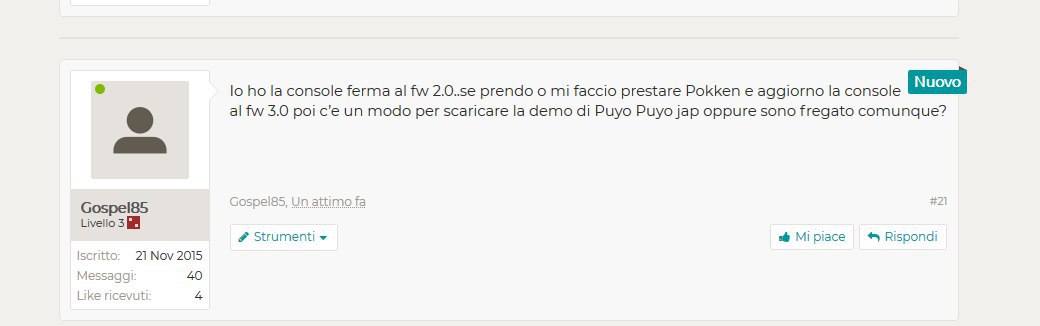 Nuovo
Io ho la console ferma al fw 2.0..se prendo o mi faccio prestare Pokken e aggiorno la console
al fw 3.0 poi c'e un modo per scaricare la demo di Puyo Puyo jap oppure sono fregato comunque?
Gospel85, Un attimo fa
#21
Gospel85
Livello 3
Strumenti
Mi piace
Rispondi
Iscritto: 21 Nov 2015
Messaggi: 40
Like ricevuti: 4